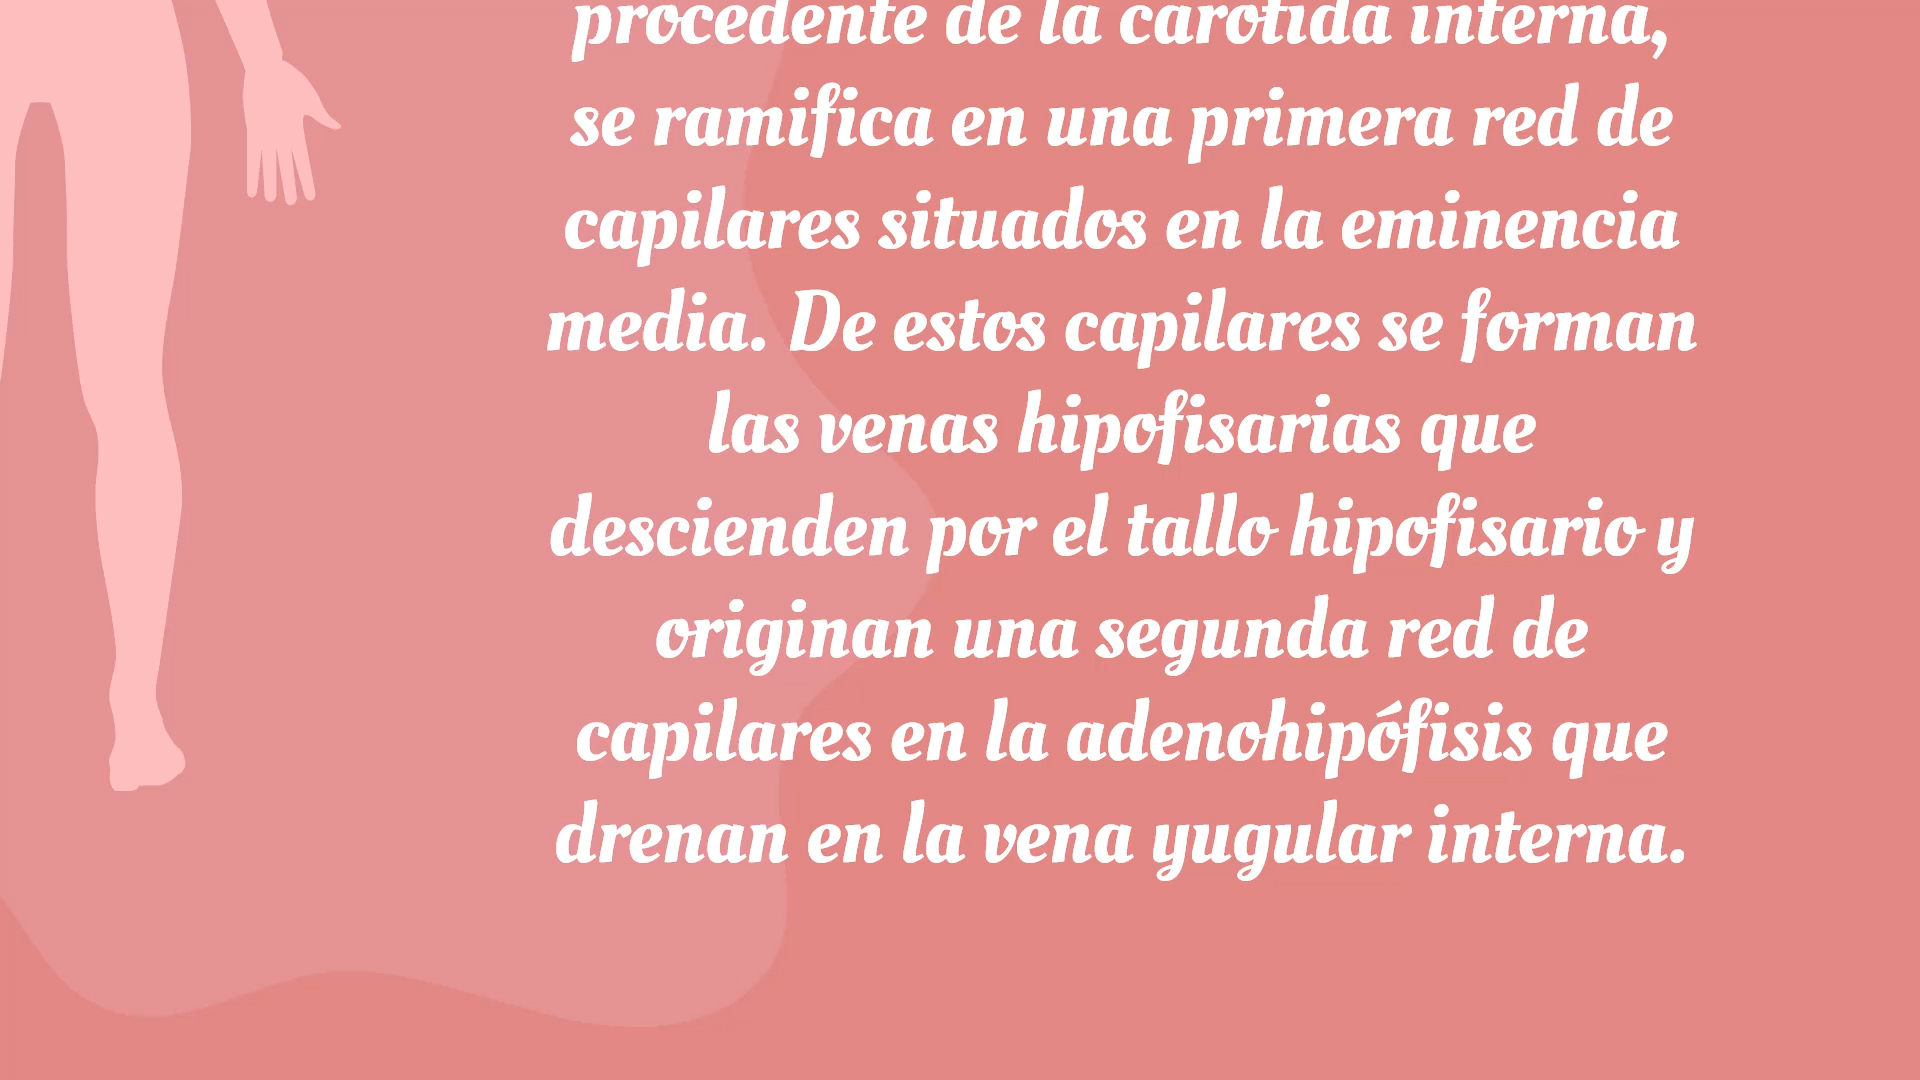 procedente de la carótida interna,
se ramifica en una primera red de
capilares situados en la eminencia
media. De estos capilares se forman
las venas hipofisarias que
descienden por el tallo hipofisario y
originan una segunda red de
capilares en la adenohipófisis que
drenan en la vena yugular interna.